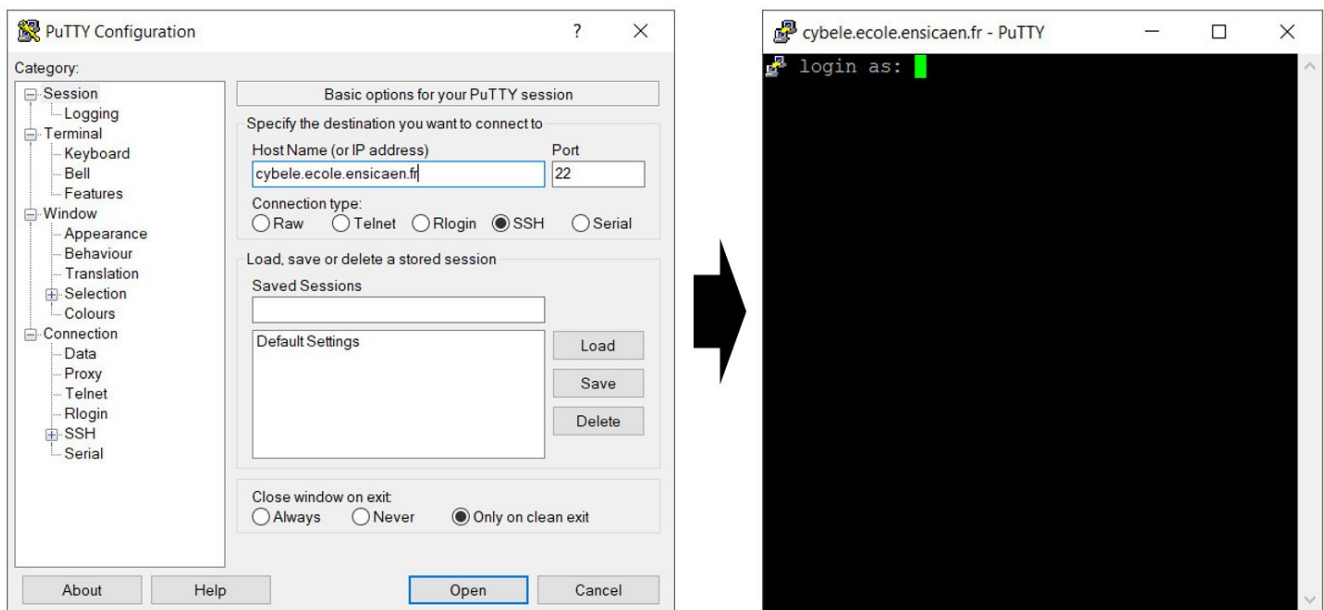 PuTTY Configuration
?
Category:
Session
Logging
Terminal
Keyboard
Bell
Features
Window
Appearance
Behaviour
Translation
Selection
Colours
Connection
Data
Proxy
Telnet
Rlogin
SSH
Serial
Basic options for your PuTTY session
Specify the destination you want to connect to
Host Name (or IP address) Port
cybele.ecole.ensicaen.fr 22
Connection type:
Raw Telnet Rlogin SSH Serial
Load, save or delete a stored session
Saved Sessions
Default Settings
Load
Save
Delete
Close window on exit:
Always Never Only on clean exit
About Help Open Cancel
cybele.ecole.ensicaen.fr - PuTTY
login as: